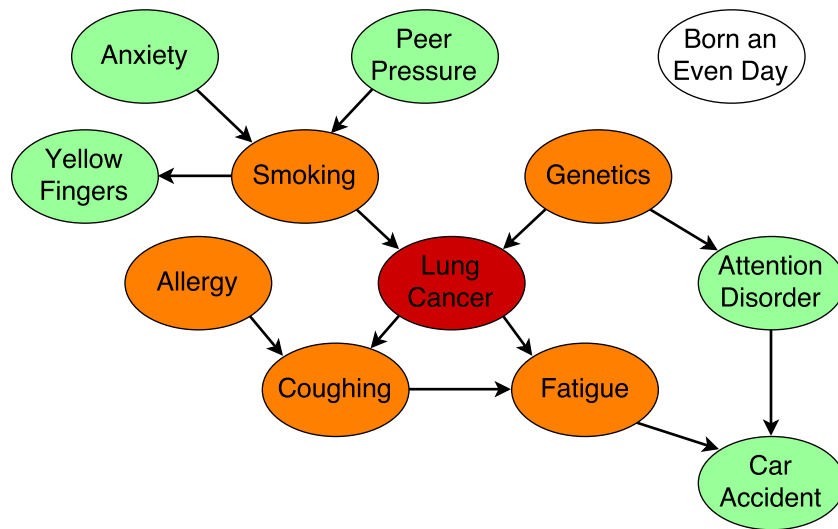 Anxiety
Peer
Pressure
Born an
Even Day
Yellow
Fingers
Smoking
Genetics
Allergy
Lung
Cancer
Attention
Disorder
Coughing
Fatigue
Car
Accident